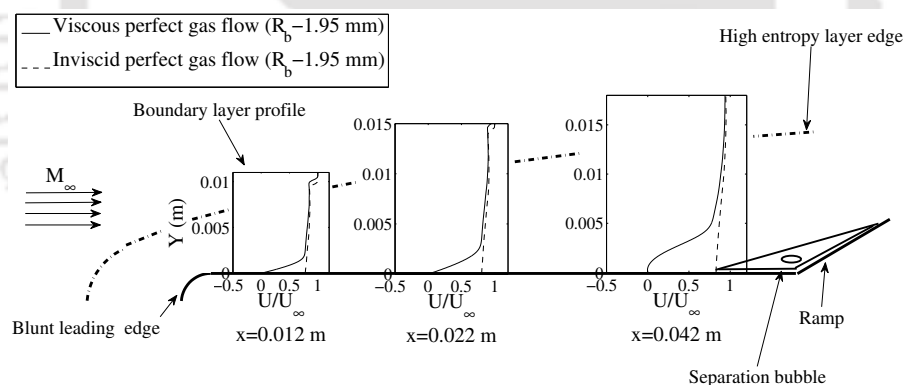 Viscous perfect gas flow (R_b−1.95 mm)
Inviscid perfect gas flow (R_b−1.95 mm)
High entropy layer edge
Boundary layer profile
M_∞
Y (m)
0.01
0.005
0
−0.5 0 0.5 1
U/U_∞
x=0.012 m
0.015
0.01
0.005
0
−0.5 0 0.5 1
U/U_∞
x=0.022 m
0.015
0.01
0.005
0
−0.5 0 0.5 1
U/U_∞
x=0.042 m
Blunt leading edge
Ramp
Separation bubble